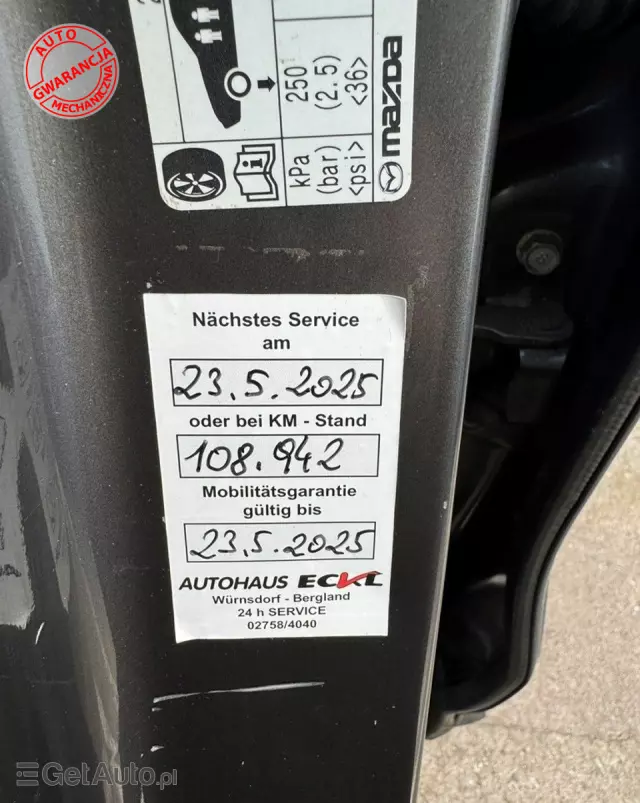 AUTO
GWARANCJA
MECHANICZNA
250
(2.5)
<36>
kPa
(bar)
<psi>
mazda
Nächstes Service
am
23.5.2025
oder bei KM - Stand
108.942
Mobilitätsgarantie
gültig bis
23.5.2025
AUTOHAUS ECKL
Würnsdorf - Bergland
24 h SERVICE
02758/4040
GetAuto.pl